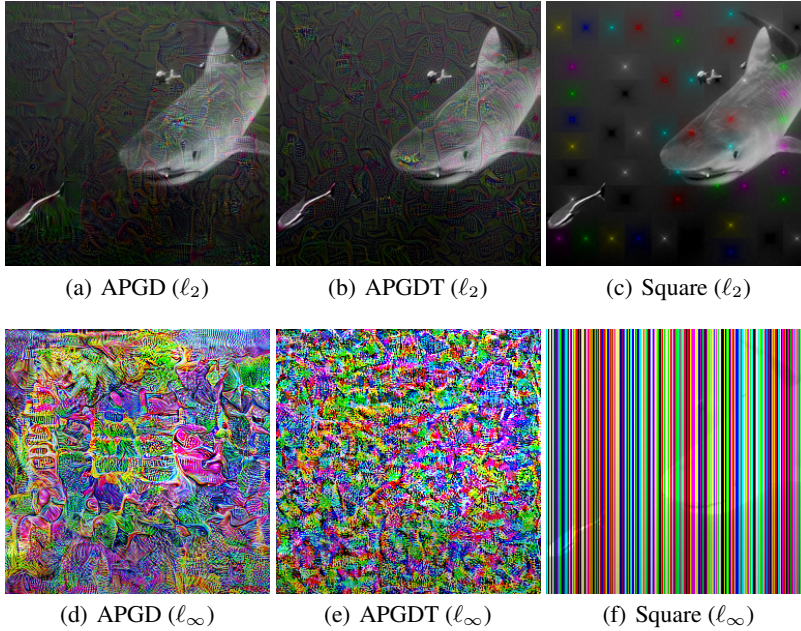 (a) APGD (ℓ₂)
(b) APGDT (ℓ₂)
(c) Square (ℓ₂)
(d) APGD (ℓ∞)
(e) APGDT (ℓ∞)
(f) Square (ℓ∞)